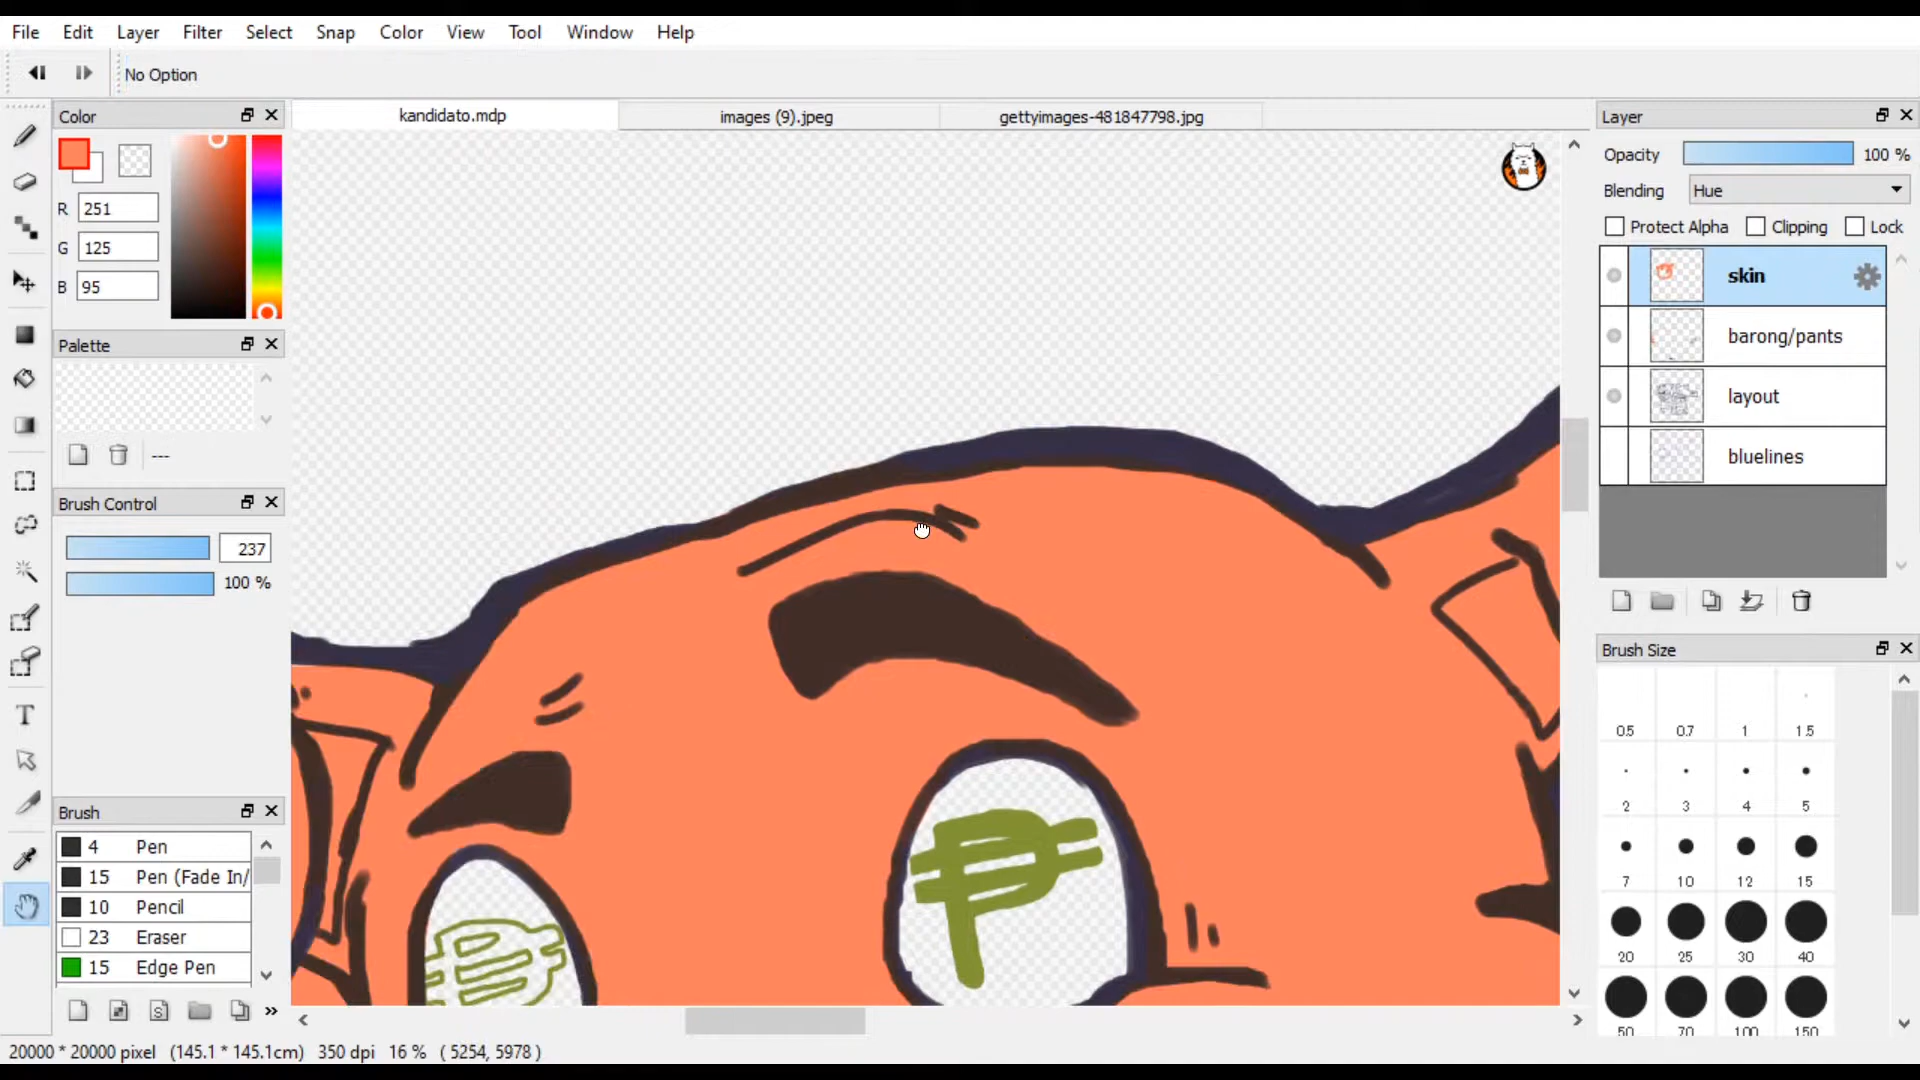 File Edit Layer Filter Select Snap Color View Tool Window Help
No Option
Color
kandidato.mdp
images (9).jpeg
gettyimages-481847798.jpg
Layer
R 251
G 125
B 95
Opacity 100 %
Blending Hue
Protect Alpha Clipping Lock
skin
barong/pants
layout
bluelines
Palette
---
Brush Control
237
100 %
Brush
4 Pen
15 Pen (Fade In/
10 Pencil
23 Eraser
15 Edge Pen
S
»
T
Brush Size
0.5 0.7 1 1.5
2 3 4 5
7 10 12 15
20 25 30 40
50 70 100 150
20000 * 20000 pixel (145.1 * 145.1cm) 350 dpi 16 % ( 5254, 5978 )